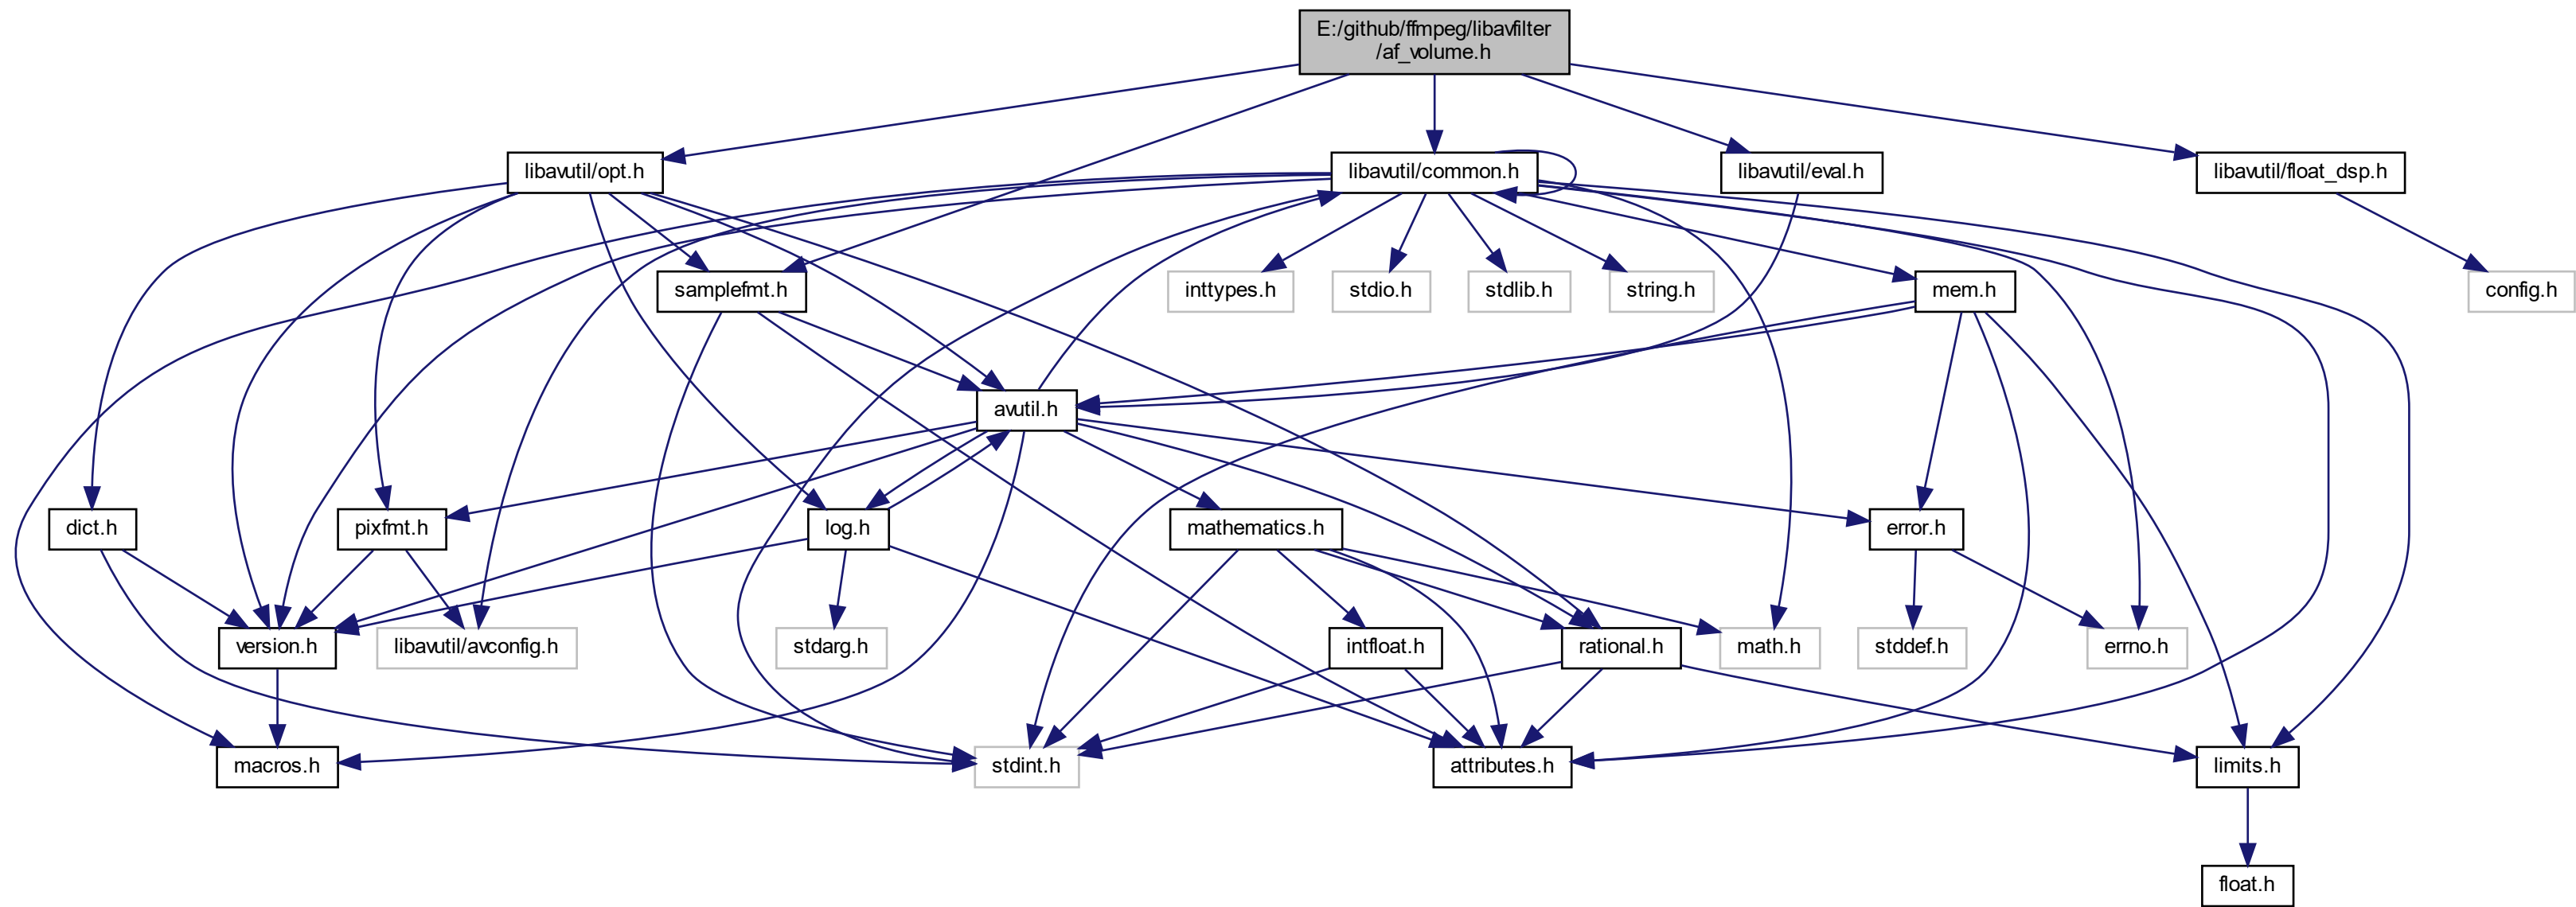 E:/github/ffmpeg/libavfilter
/af_volume.h
libavutil/opt.h
libavutil/common.h
libavutil/eval.h
libavutil/float_dsp.h
samplefmt.h
inttypes.h
stdio.h
stdlib.h
string.h
mem.h
config.h
avutil.h
dict.h
pixfmt.h
log.h
mathematics.h
error.h
version.h
libavutil/avconfig.h
stdarg.h
intfloat.h
rational.h
math.h
stddef.h
errno.h
macros.h
stdint.h
attributes.h
limits.h
float.h